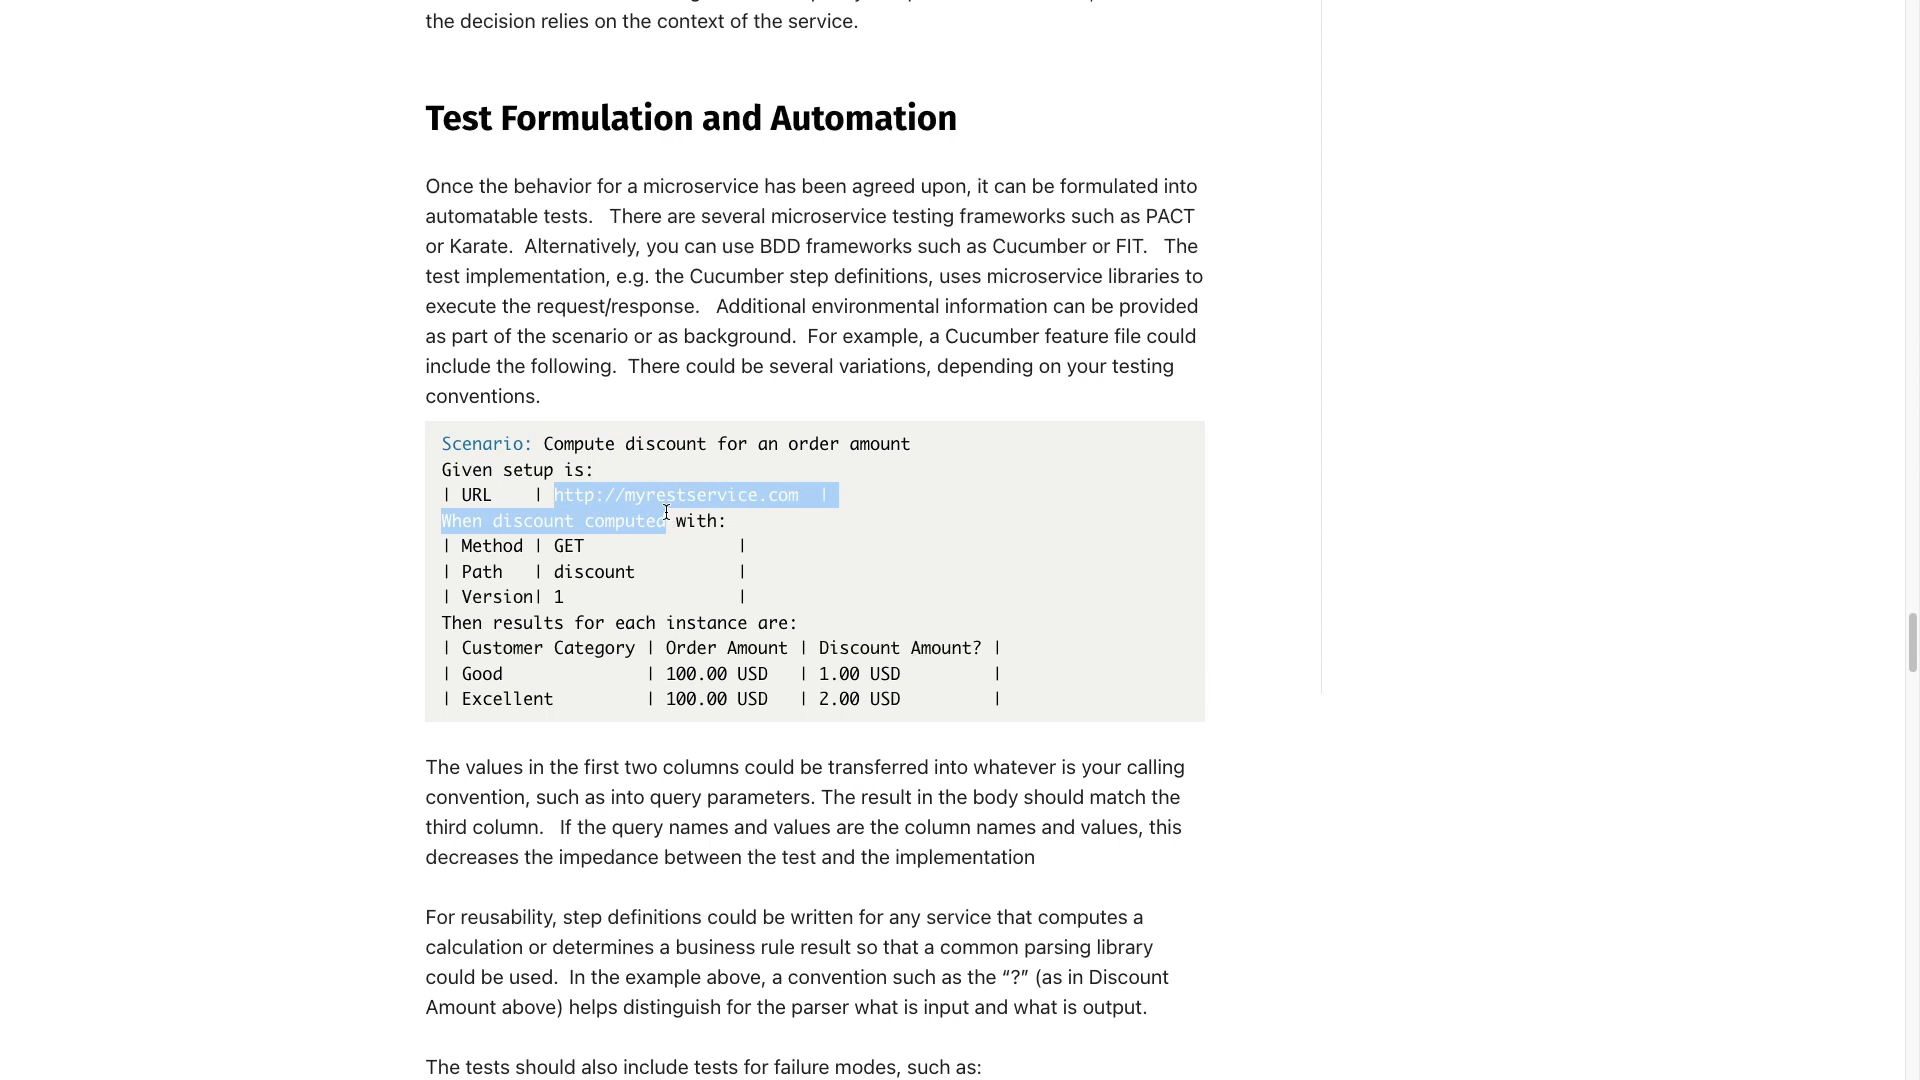 the decision relies on the context of the service.
Test Formulation and Automation
Once the behavior for a microservice has been agreed upon, it can be formulated into
automatable tests.   There are several microservice testing frameworks such as PACT
or Karate.  Alternatively, you can use BDD frameworks such as Cucumber or FIT.   The
test implementation, e.g. the Cucumber step definitions, uses microservice libraries to
execute the request/response.   Additional environmental information can be provided
as part of the scenario or as background.  For example, a Cucumber feature file could
include the following.  There could be several variations, depending on your testing
conventions.
Scenario: Compute discount for an order amount
Given setup is:
| URL    | http://myrestservice.com  |
When discount computed with:
| Method | GET               |
| Path   | discount          |
| Version| 1                 |
Then results for each instance are:
| Customer Category | Order Amount | Discount Amount? |
| Good              | 100.00 USD   | 1.00 USD         |
| Excellent         | 100.00 USD   | 2.00 USD         |
The values in the first two columns could be transferred into whatever is your calling
convention, such as into query parameters. The result in the body should match the
third column.   If the query names and values are the column names and values, this
decreases the impedance between the test and the implementation
For reusability, step definitions could be written for any service that computes a
calculation or determines a business rule result so that a common parsing library
could be used.  In the example above, a convention such as the “?” (as in Discount
Amount above) helps distinguish for the parser what is input and what is output.
The tests should also include tests for failure modes, such as: